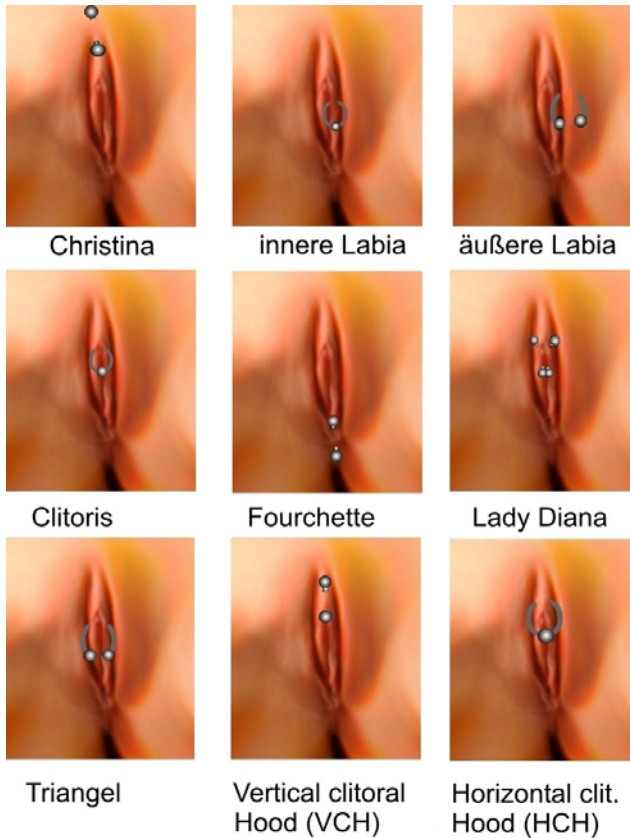 Christina
innere Labia
äußere Labia
Clitoris
Fourchette
Lady Diana
Triangel
Vertical clitoral
Hood (VCH)
Horizontal clit.
Hood (HCH)